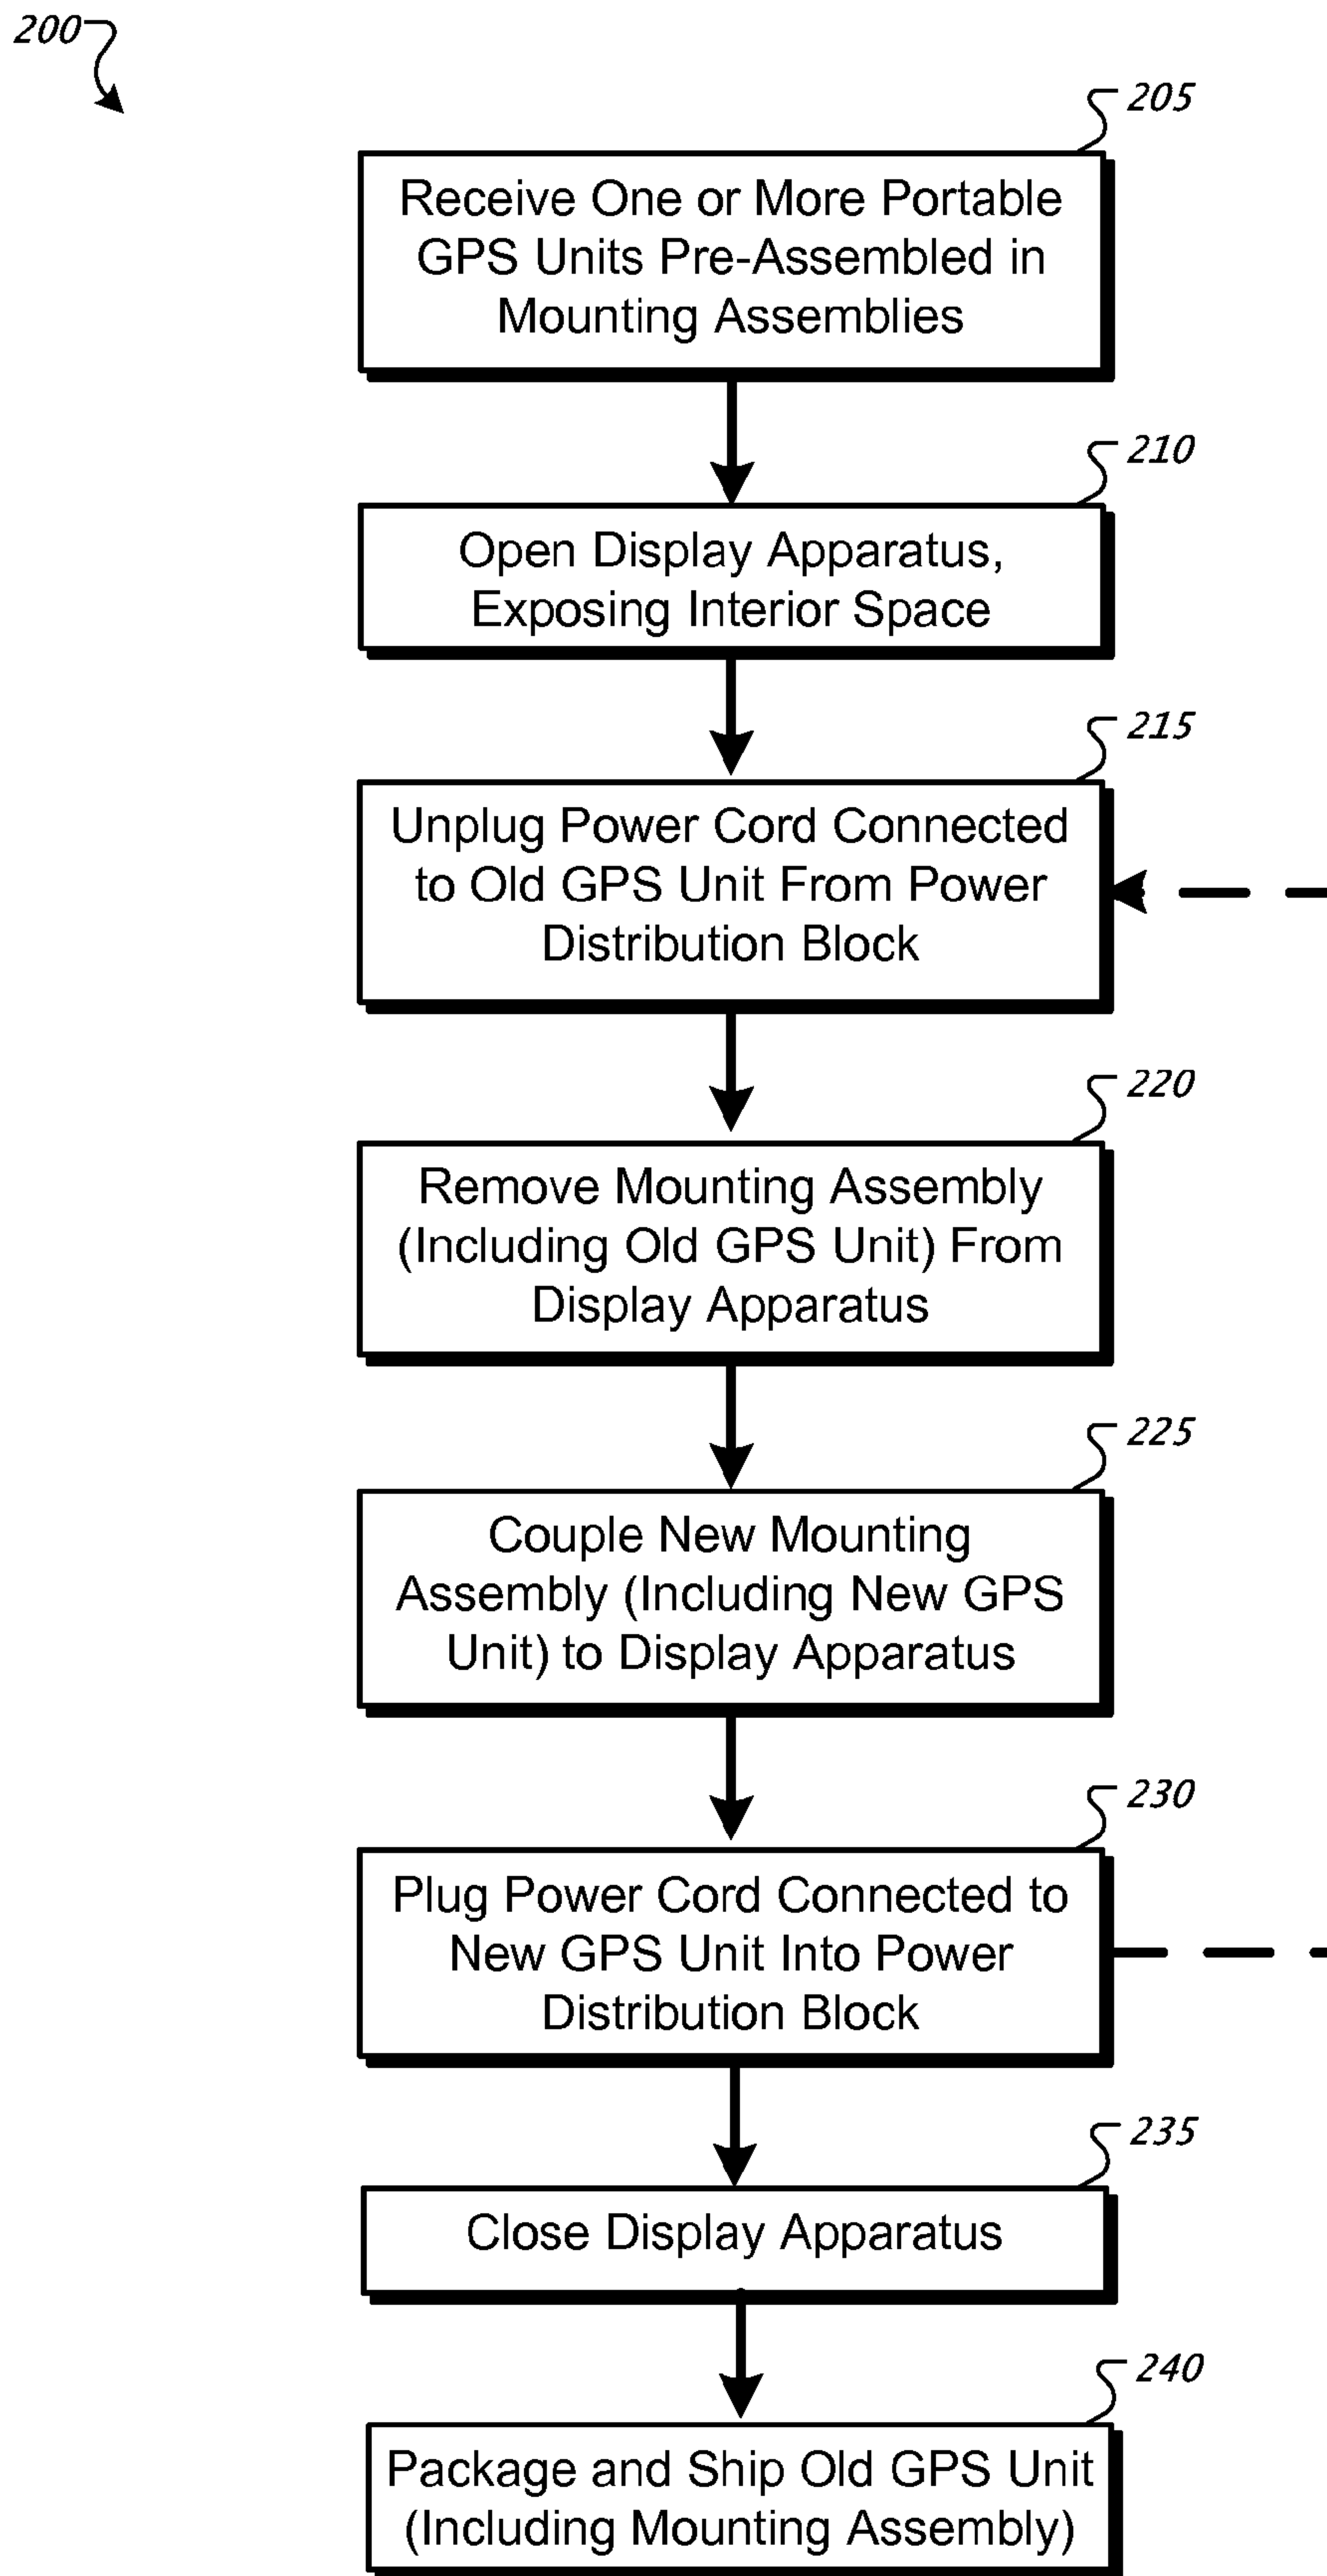 200
205
Receive One or More Portable
GPS Units Pre-Assembled in
Mounting Assemblies
210
Open Display Apparatus,
Exposing Interior Space
215
Unplug Power Cord Connected
to Old GPS Unit From Power
Distribution Block
220
Remove Mounting Assembly
(Including Old GPS Unit) From
Display Apparatus
225
Couple New Mounting
Assembly (Including New GPS
Unit) to Display Apparatus
230
Plug Power Cord Connected to
New GPS Unit Into Power
Distribution Block
235
Close Display Apparatus
240
Package and Ship Old GPS Unit
(Including Mounting Assembly)